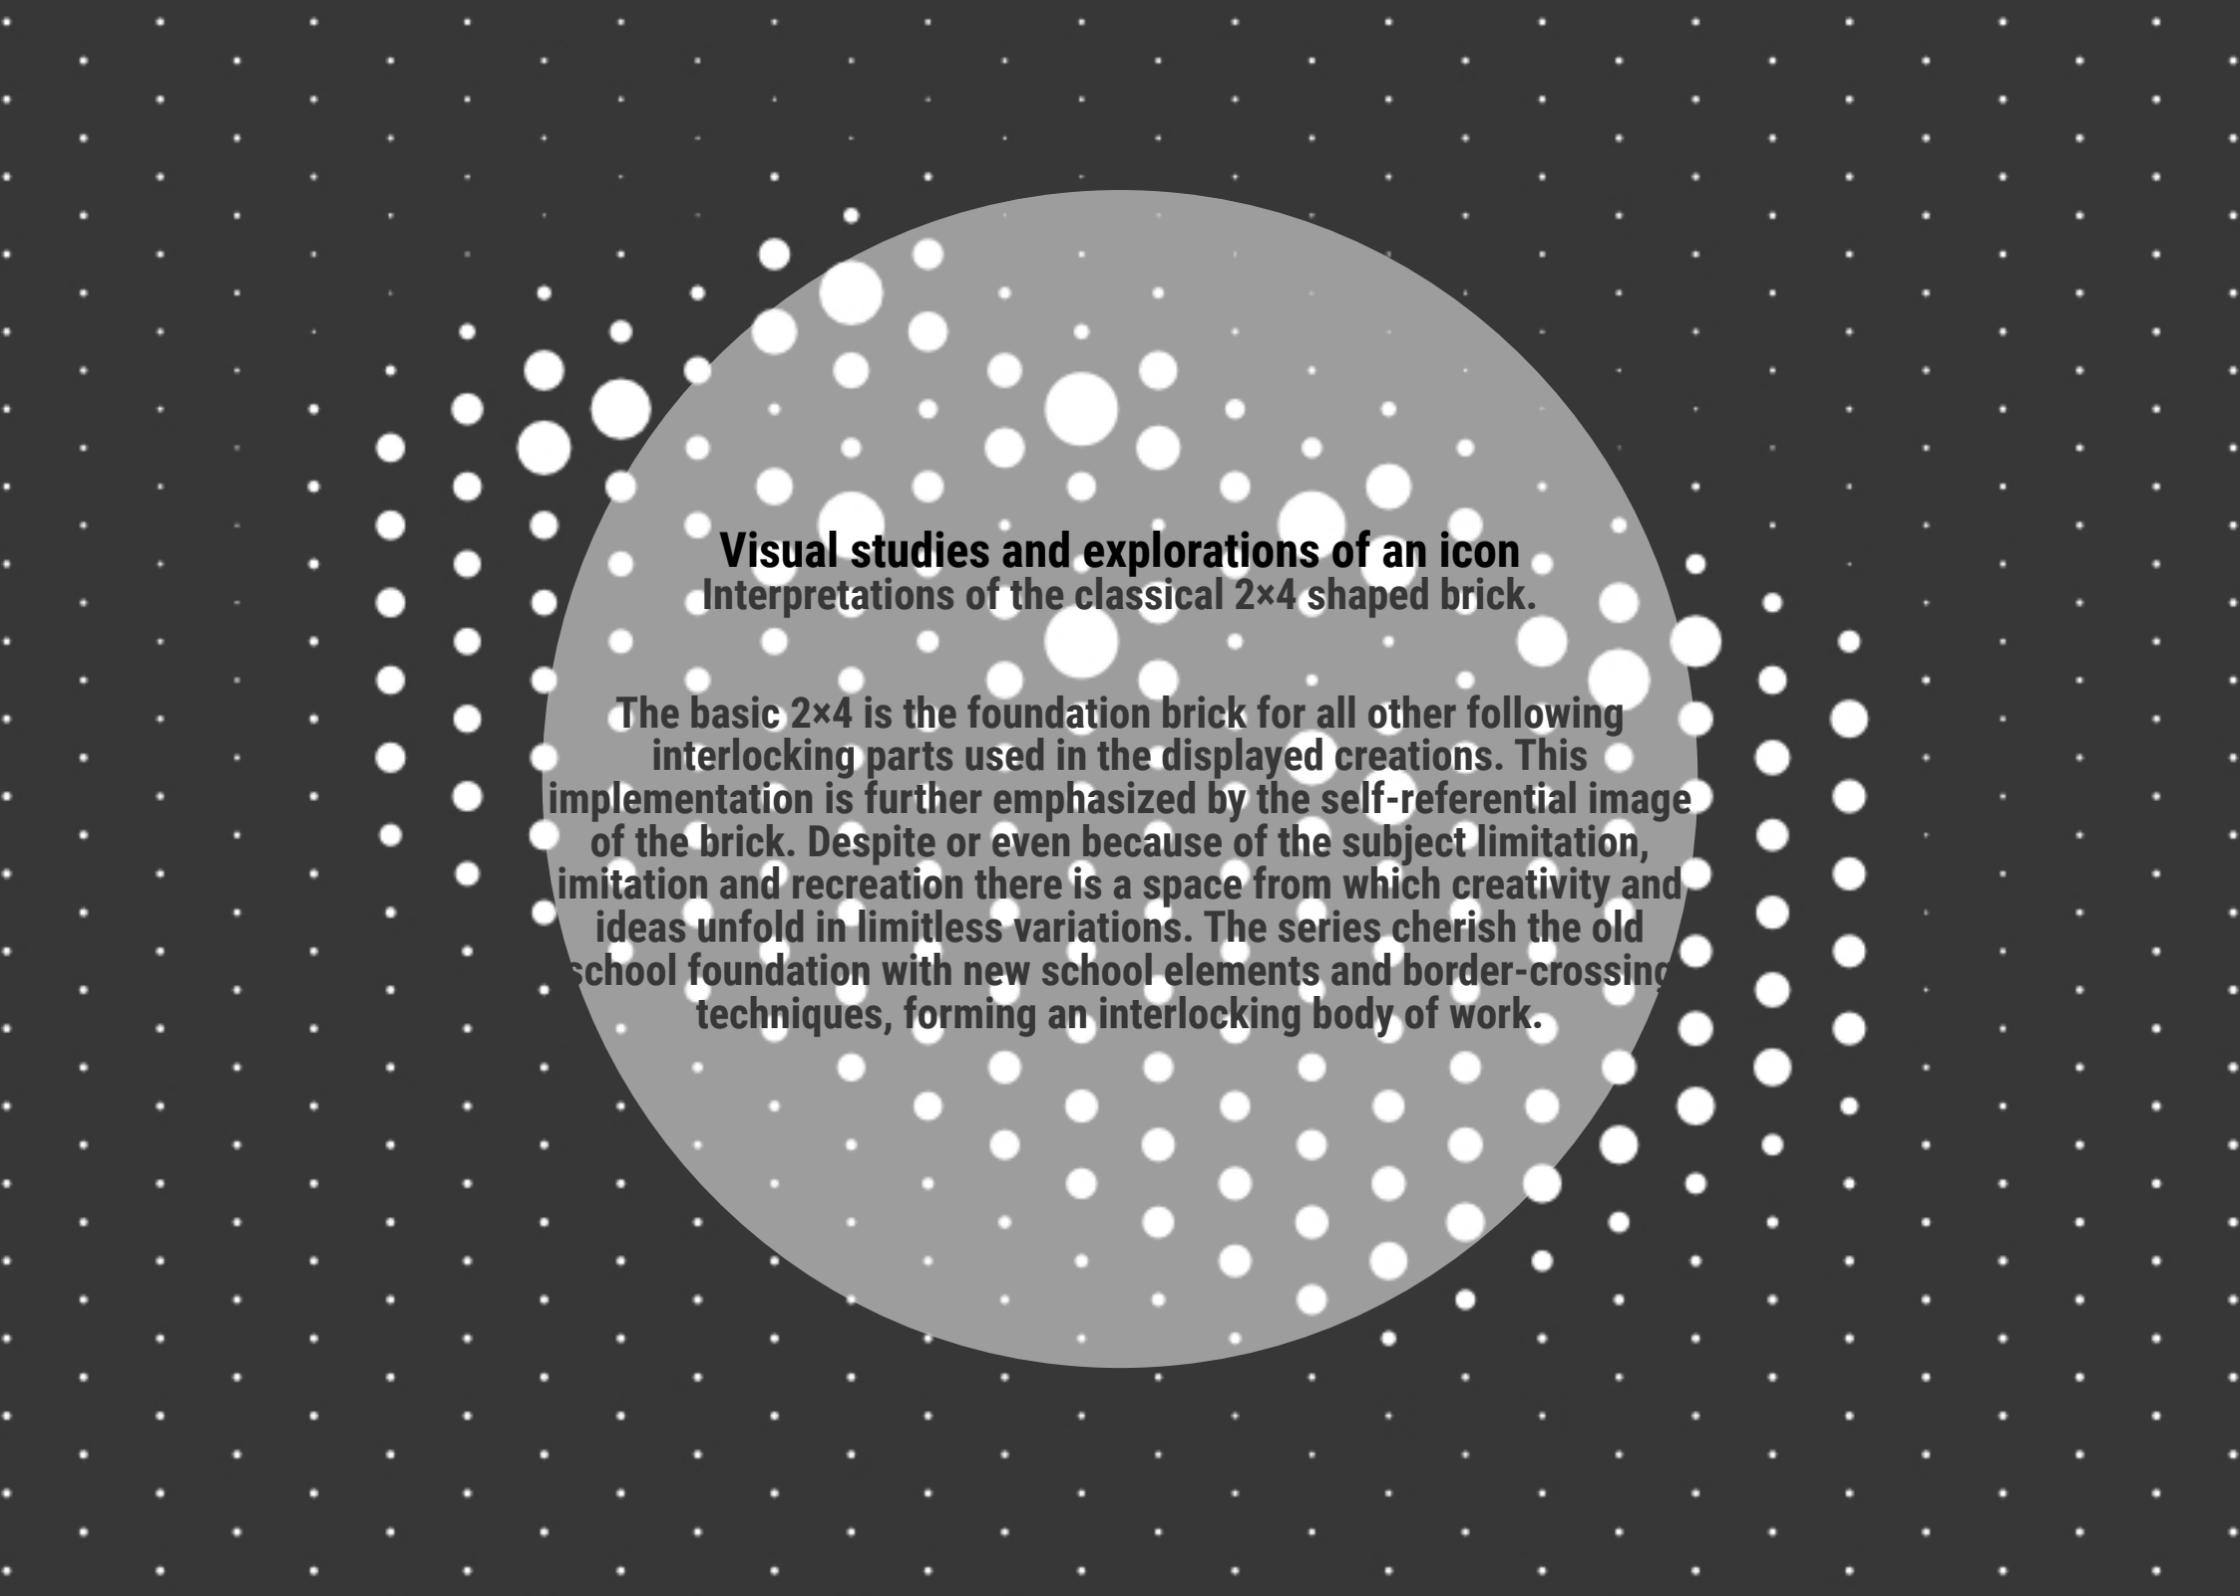 Visual studies and explorations of an icon
Interpretations of the classical 2×4 shaped brick.
The basic 2×4 is the foundation brick for all other following
interlocking parts used in the displayed creations. This
implementation is further emphasized by the self-referential image
of the brick. Despite or even because of the subject limitation,
imitation and recreation there is a space from which creativity and
ideas unfold in limitless variations. The series cherish the old
school foundation with new school elements and border-crossing
techniques, forming an interlocking body of work.